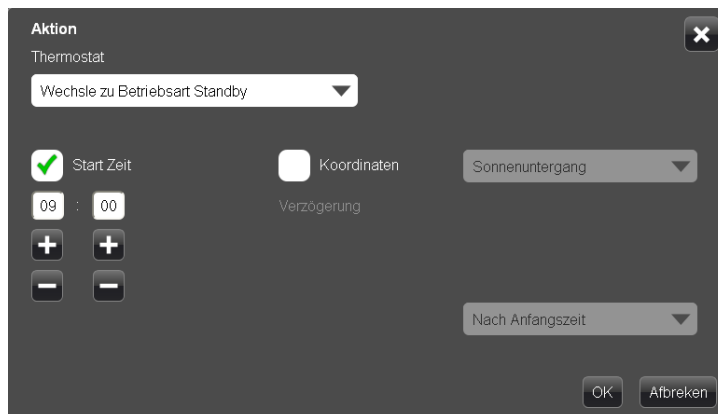 Aktion
Thermostat
Wechsle zu Betriebsart Standby
Start Zeit
Koordinaten
Sonnenuntergang
09 : 00
Verzögerung
Nach Anfangszeit
OK
Afbreken